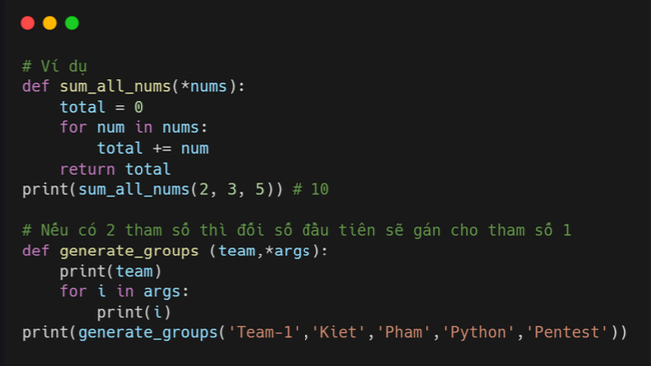 # Ví dụ
def sum_all_nums(*nums):
    total = 0
    for num in nums:
        total += num
    return total
print(sum_all_nums(2, 3, 5)) # 10

# Nếu có 2 tham số thì đối số đầu tiên sẽ gán cho tham số 1
def generate_groups (team,*args):
    print(team)
    for i in args:
        print(i)
print(generate_groups('Team-1','Kiet','Pham','Python','Pentest'))